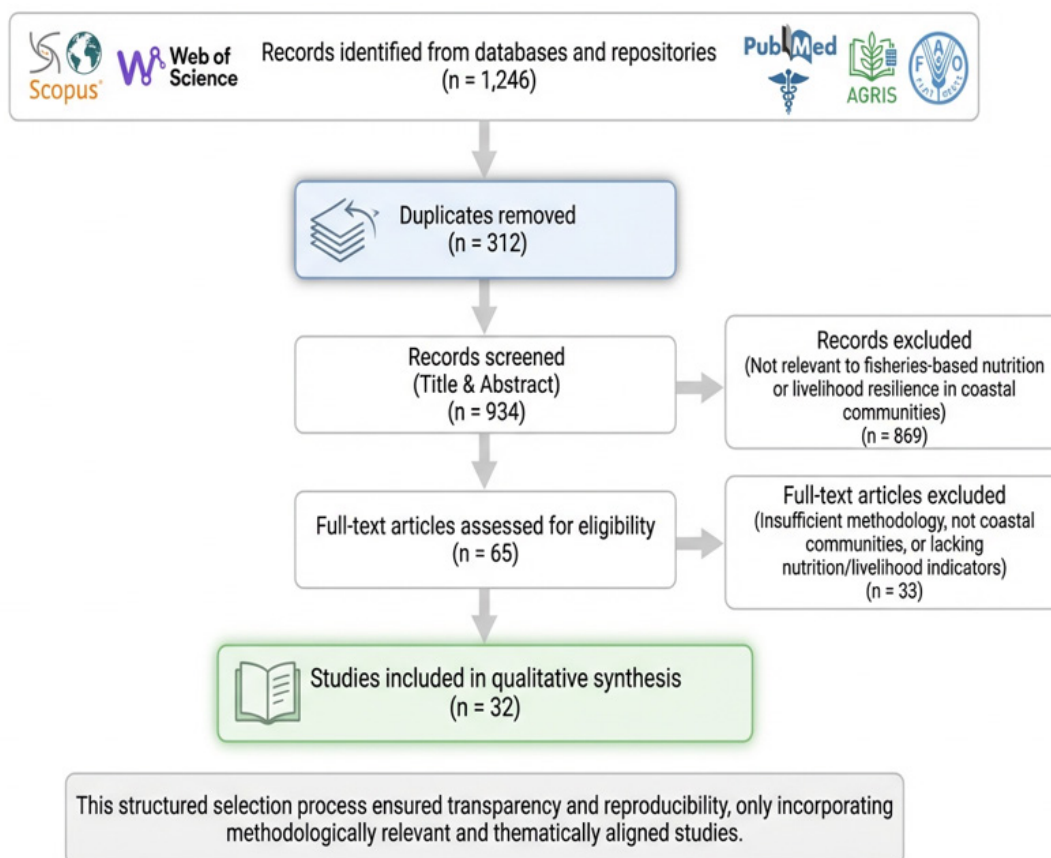 Scopus
Web of
Science
Records identified from databases and repositories
(n = 1,246)
PubMed
AGRIS
F A O
Duplicates removed
(n = 312)
Records screened
(Title & Abstract)
(n = 934)
Records excluded
(Not relevant to fisheries-based nutrition
or livelihood resilience in coastal
communities)
(n = 869)
Full-text articles assessed for eligibility
(n = 65)
Full-text articles excluded
(Insufficient methodology, not coastal
communities, or lacking
nutrition/livelihood indicators)
(n = 33)
Studies included in qualitative synthesis
(n = 32)
This structured selection process ensured transparency and reproducibility, only incorporating
methodologically relevant and thematically aligned studies.